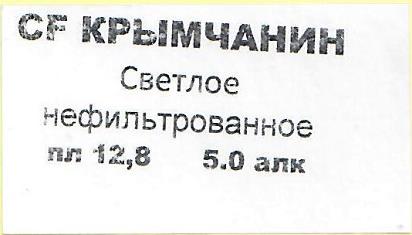 CF КРЫМЧАНИН
Светлое
нефильтрованное
пл 12,8 5.0 алк